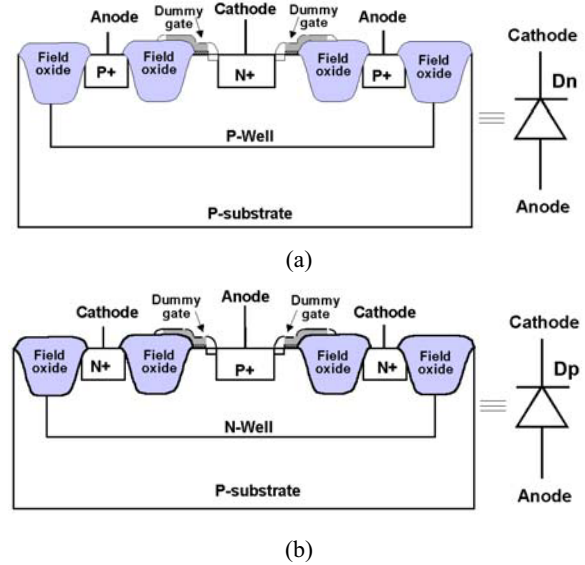 Anode Dummy gate Cathode Dummy gate Anode
Field oxide P+ Field oxide N+ Field oxide P+ Field oxide
P-Well
P-substrate
Cathode
Dn
Anode
(a)
Cathode Dummy gate Anode Dummy gate Cathode
Field oxide N+ Field oxide P+ Field oxide N+ Field oxide
N-Well
P-substrate
Cathode
Dp
Anode
(b)